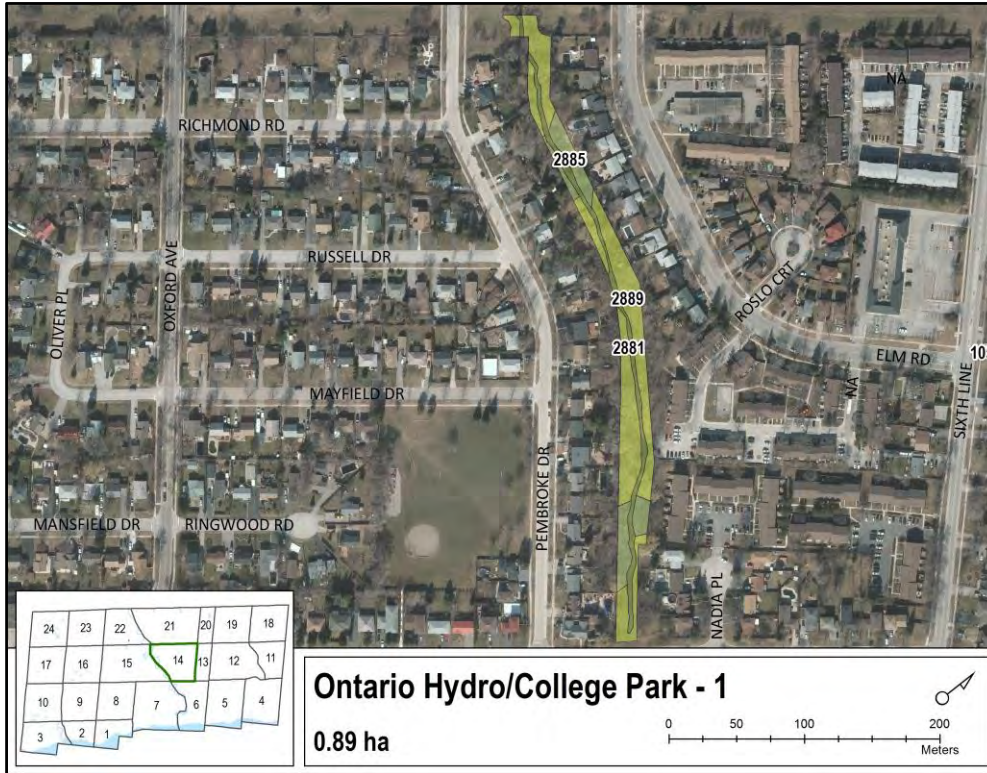 RICHMOND RD
NA
2885
RUSSELL DR
OLIVER PL
OXFORD AVE
2889
ROSLO CRT
2881
ELM RD
10
MAYFIELD DR
NA
SIXTH LINE
PEMBROKE DR
MANSFIELD DR
RINGWOOD RD
NADIA PL
24 23 22 21 20 19 18
17 16 15 14 13 12 11
10 9 8 7 6 5 4
3 2 1
Ontario Hydro/College Park - 1
0.89 ha
0 50 100 200
Meters